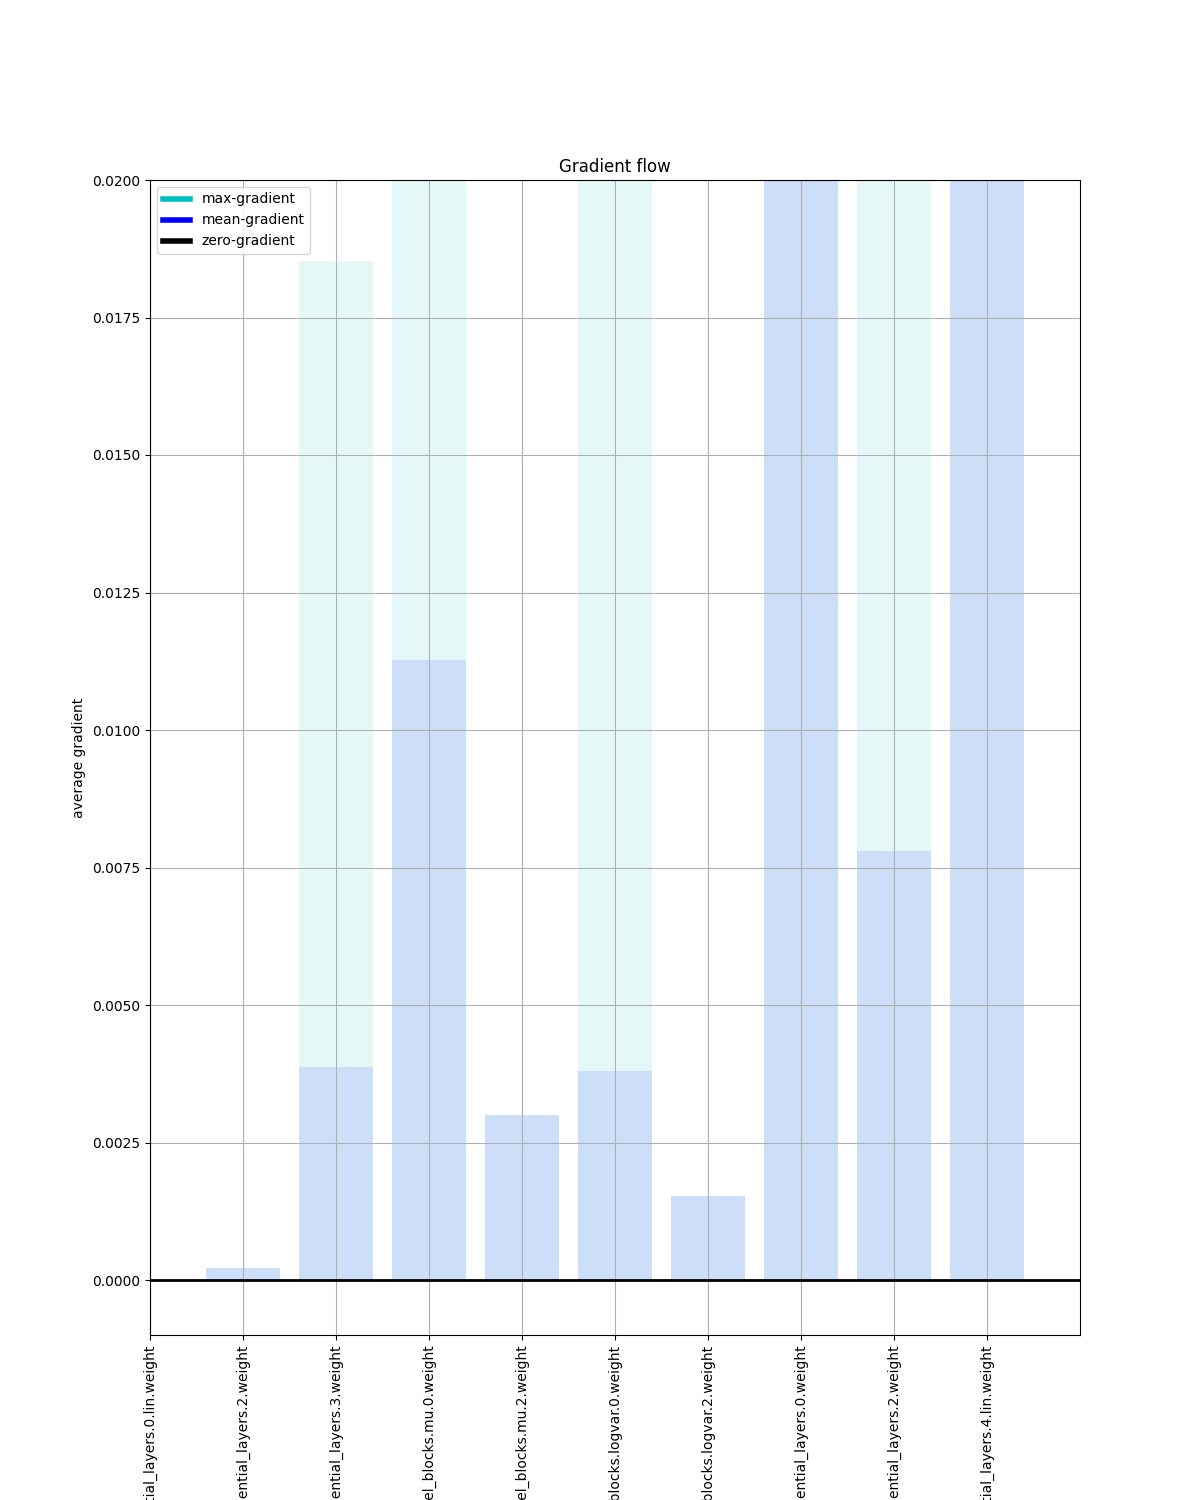 Gradient flow
max-gradient
mean-gradient
zero-gradient
0.0200
0.0175
0.0150
0.0125
0.0100
0.0075
0.0050
0.0025
0.0000
average gradient
tial_layers.0.lin.weight
ential_layers.2.weight
ential_layers.3.weight
el_blocks.mu.0.weight
el_blocks.mu.2.weight
blocks.logvar.0.weight
blocks.logvar.2.weight
ential_layers.0.weight
ential_layers.2.weight
tial_layers.4.lin.weight